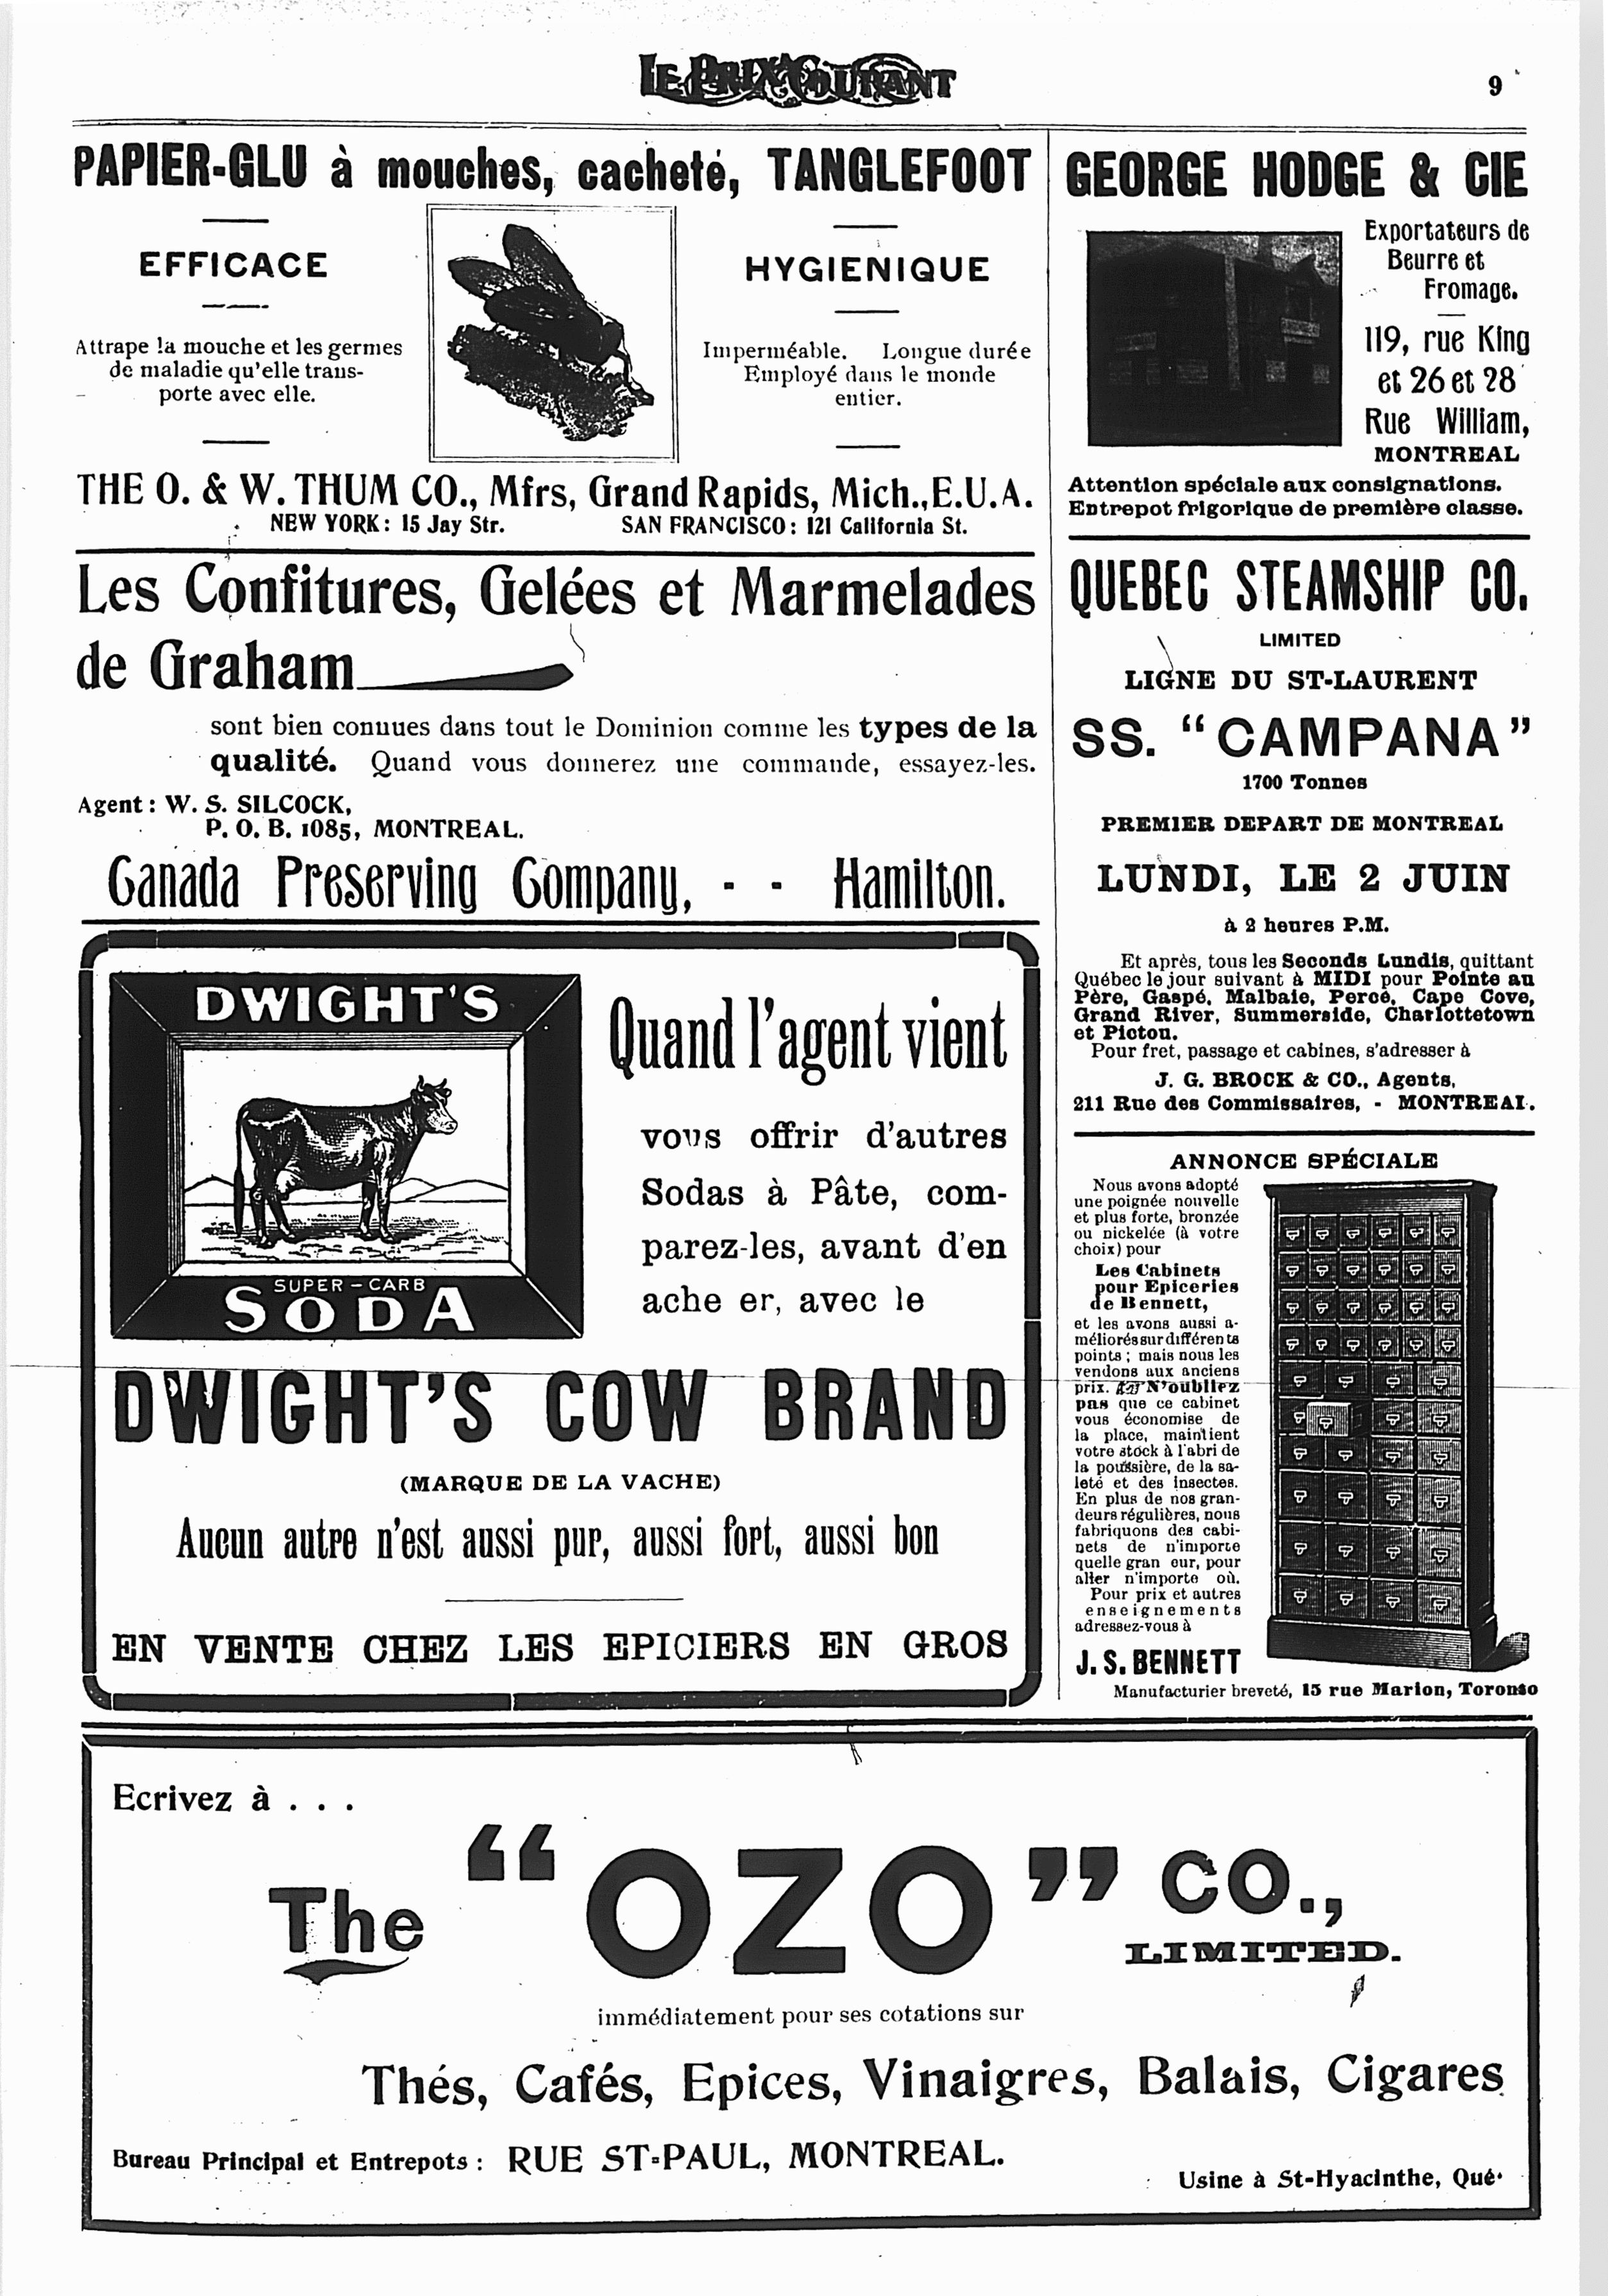 LE PRIX COURANT
9
PAPIER-GLU à mouches, cacheté, TANGLEFOOT
EFFICACE
Attrape la mouche et les germes
de maladie qu'elle trans-
porte avec elle.
HYGIENIQUE
Imperméable. Longue durée
Employé dans le monde
entier.
THE O. & W. THUM CO., Mfrs, Grand Rapids, Mich., E.U.A.
NEW YORK: 15 Jay Str. SAN FRANCISCO: 121 California St.
Les Confitures, Gelées et Marmelades
de Graham
sont bien connues dans tout le Dominion comme les types de la
qualité. Quand vous donnerez une commande, essayez-les.
Agent: W. S. SILCOCK,
P. O. B. 1085, MONTREAL.
Canada Preserving Company, - - Hamilton.
DWIGHT'S
SUPER-CARB
SODA
Quand l'agent vient
vous offrir d'autres
Sodas à Pâte, com-
parez-les, avant d'en
ache er, avec le
DWIGHT'S COW BRAND
(MARQUE DE LA VACHE)
Aucun autre n'est aussi pur, aussi fort, aussi bon
EN VENTE CHEZ LES EPICIERS EN GROS
GEORGE HODGE & CIE
Exportateurs de
Beurre et
Fromage.
119, rue King
et 26 et 28
Rue William,
MONTREAL
Attention spéciale aux consignations.
Entrepot frigorique de première classe.
QUEBEC STEAMSHIP CO.
LIMITED
LIGNE DU ST-LAURENT
SS. "CAMPANA"
1700 Tonnes
PREMIER DEPART DE MONTREAL
LUNDI, LE 2 JUIN
à 2 heures P.M.
Et après, tous les Seconds Lundis, quittant
Québec le jour suivant à MIDI pour Pointe au
Père, Gaspé, Malbaie, Percé, Cape Cove,
Grand River, Summerside, Charlottetown
et Pictou.
Pour fret, passage et cabines, s'adresser à
J. G. BROCK & CO., Agents,
211 Rue des Commissaires, - MONTREAL.
ANNONCE SPÉCIALE
Nous avons adopté
une poignée nouvelle
et plus forte, bronzée
ou nickelée (à votre
choix) pour
Les Cabinets
pour Epiceries
de Bennett,
et les avons aussi a-
méliorés sur différents
points; mais nous les
vendons aux anciens
prix. N'oubliez
pas que ce cabinet
vous économise de
la place, maintient
votre stock à l'abri de
la poussière, de la sa-
leté et des insectes.
En plus de nos gran-
deurs régulières, nous
fabriquons des cabi-
nets de n'importe
quelle gran eur, pour
aller n'importe où.
Pour prix et autres
enseignements
adressez-vous à
J. S. BENNETT
Manufacturier breveté, 15 rue Marion, Toronto
Ecrivez à . . .
The "OZO" CO.,
LIMITED.
immédiatement pour ses cotations sur
Thés, Cafés, Epices, Vinaigres, Balais, Cigares
Bureau Principal et Entrepots: RUE ST-PAUL, MONTREAL.
Usine à St-Hyacinthe, Qué.